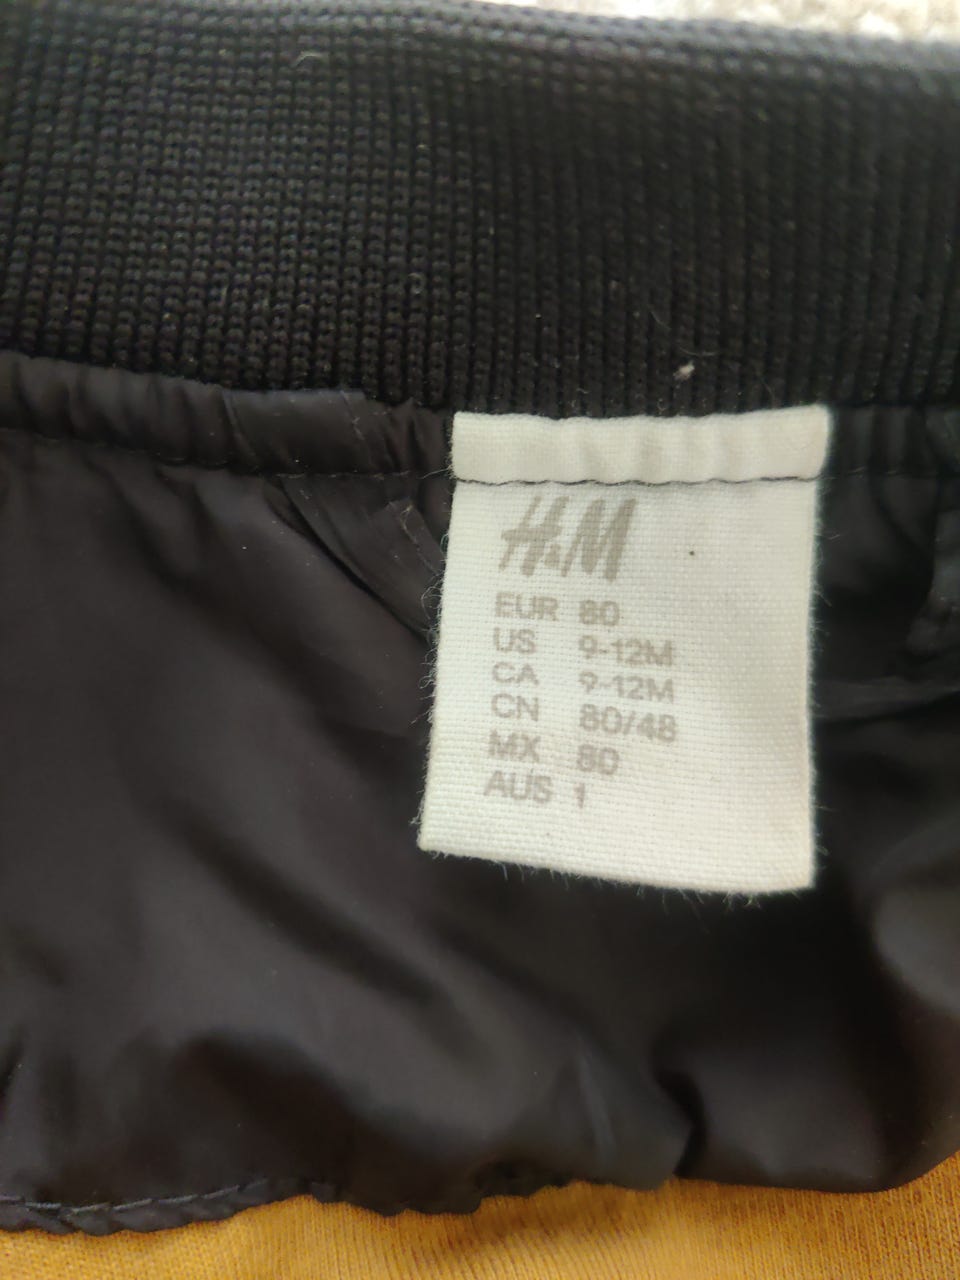 H&M
EUR 80
US 9-12M
CA 9-12M
CN 80/48
MX 80
AUS 1